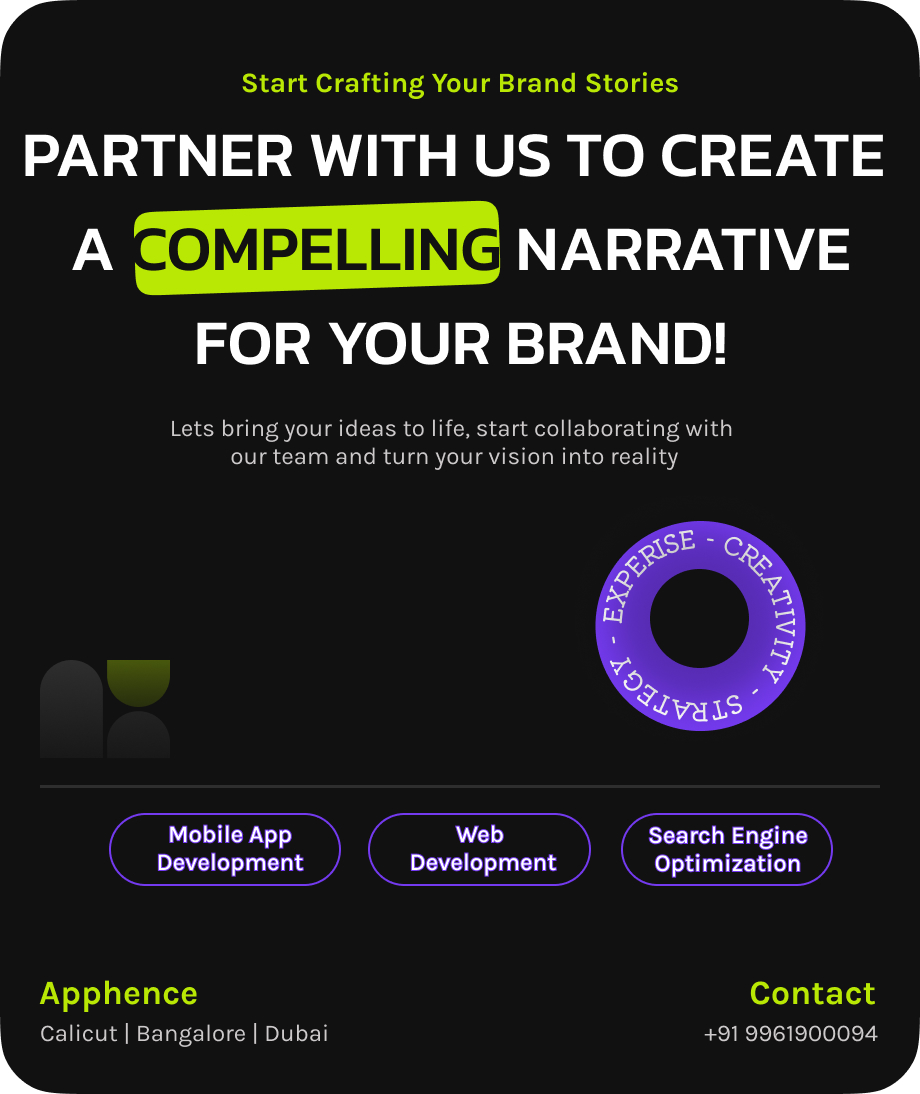 Start Crafting Your Brand Stories
PARTNER WITH US TO CREATE
A COMPELLING NARRATIVE
FOR YOUR BRAND!
Lets bring your ideas to life, start collaborating with
our team and turn your vision into reality
EXPERISE - CREATIVITY - STRATEGY -
Mobile App
Development
Web
Development
Search Engine
Optimization
Apphence
Calicut | Bangalore | Dubai
Contact
+91 9961900094